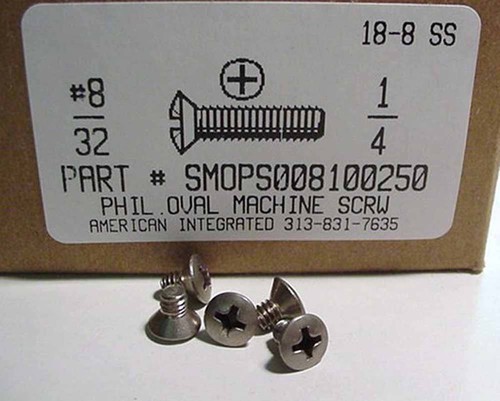 18-8 SS
#8 1
32 4
PART # SMOPS008100250
PHIL.OVAL MACHINE SCRW
AMERICAN INTEGRATED 313-831-7635